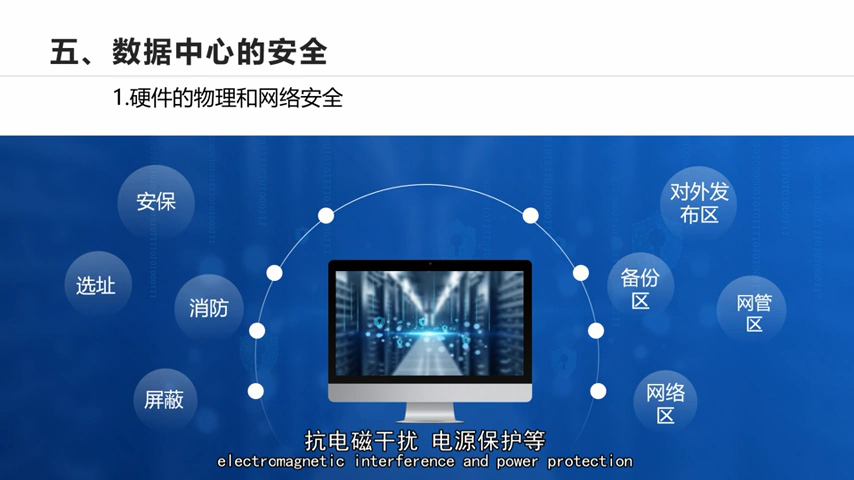 五、数据中心的安全
1.硬件的物理和网络安全
安保
选址
消防
屏蔽
对外发
布区
备份
区
网管
区
网络
区
抗电磁干扰 电源保护等
electromagnetic interference and power protection